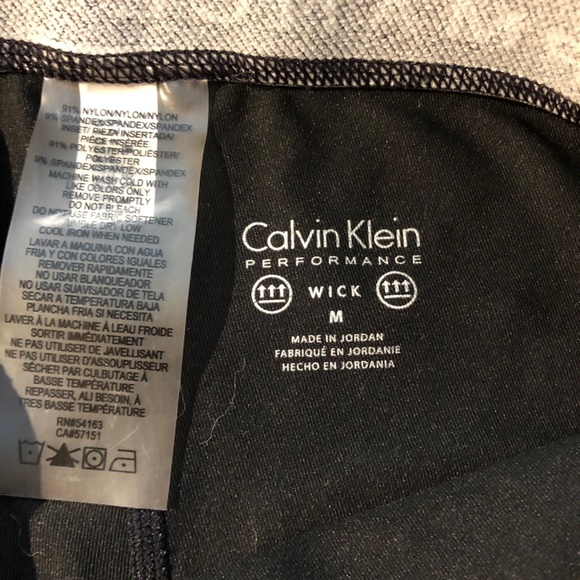 91% NYLON/NYLON/NYLON
9% SPANDEX/SPANDEX/SPANDEX
INSET/ PIEZA INSERTADA/
PIÈCE INSÉRÉE
91% POLYESTER/POLIÉSTER/
POLYESTER
9% SPANDEX/SPANDEX/SPANDEX
MACHINE WASH COLD WITH
LIKE COLORS ONLY
REMOVE PROMPTLY
DO NOT BLEACH
DO NOT USE FABRIC SOFTENER
TUMBLE DRY LOW
COOL IRON WHEN NEEDED
LAVAR A MAQUINA CON AGUA
FRIA Y CON COLORES IGUALES
REMOVER RAPIDAMENTE
NO USAR BLANQUEADOR
NO USAR SUAVISADOR DE TELA
SECAR A TEMPERATURA BAJA
PLANCHA FRIA SI NECESITA
LAVER À LA MACHINE À LEAU FROIDE
SORTIR IMMÉDIATEMENT
NE PAS UTILISER DE JAVELLISANT
NE PAS UTILISER D'ASSOUPLISSEUR
SÉCHER PAR CULBUTAGE À
BASSE TEMPÉRATURE
REPASSER, ALI BESOIN, À
TRES BASSE TEMPÉRATURE
RN#54163
CA#57151
Calvin Klein
PERFORMANCE
WICK
M
MADE IN JORDAN
FABRIQUÉ EN JORDANIE
HECHO EN JORDANIA